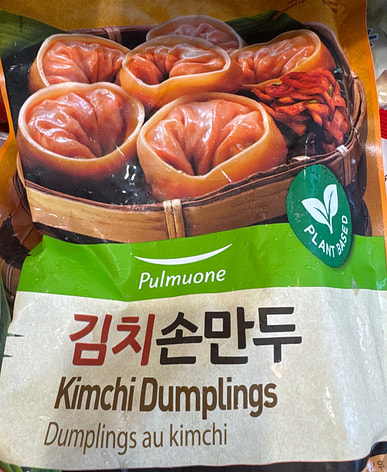 PLANT BASED
Pulmuone
김치손만두
Kimchi Dumplings
Dumplings au kimchi